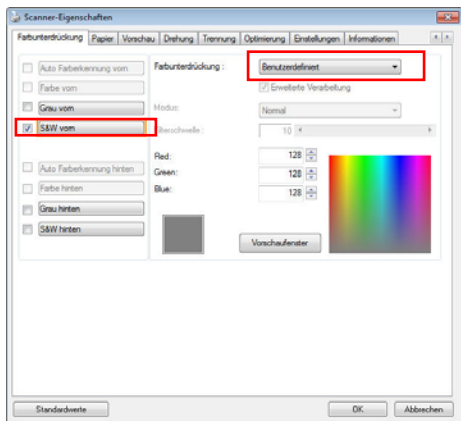 Scanner-Eigenschaften
Farbunterdrückung Papier Vorschau Drehung Trennung Optimierung Einstellungen Informationen
Auto Farberkennung vorn
Farbe vorn
Grau vorn
S&W vorn
Auto Farberkennung hinten
Farbe hinten
Grau hinten
S&W hinten
Farbunterdrückung : Benutzerdefiniert
Erweiterte Verarbeitung
Modus: Normal
Filterschwelle : 10
Red: 128
Green: 128
Blue: 128
Vorschaufenster
Standardwerte OK Abbrechen